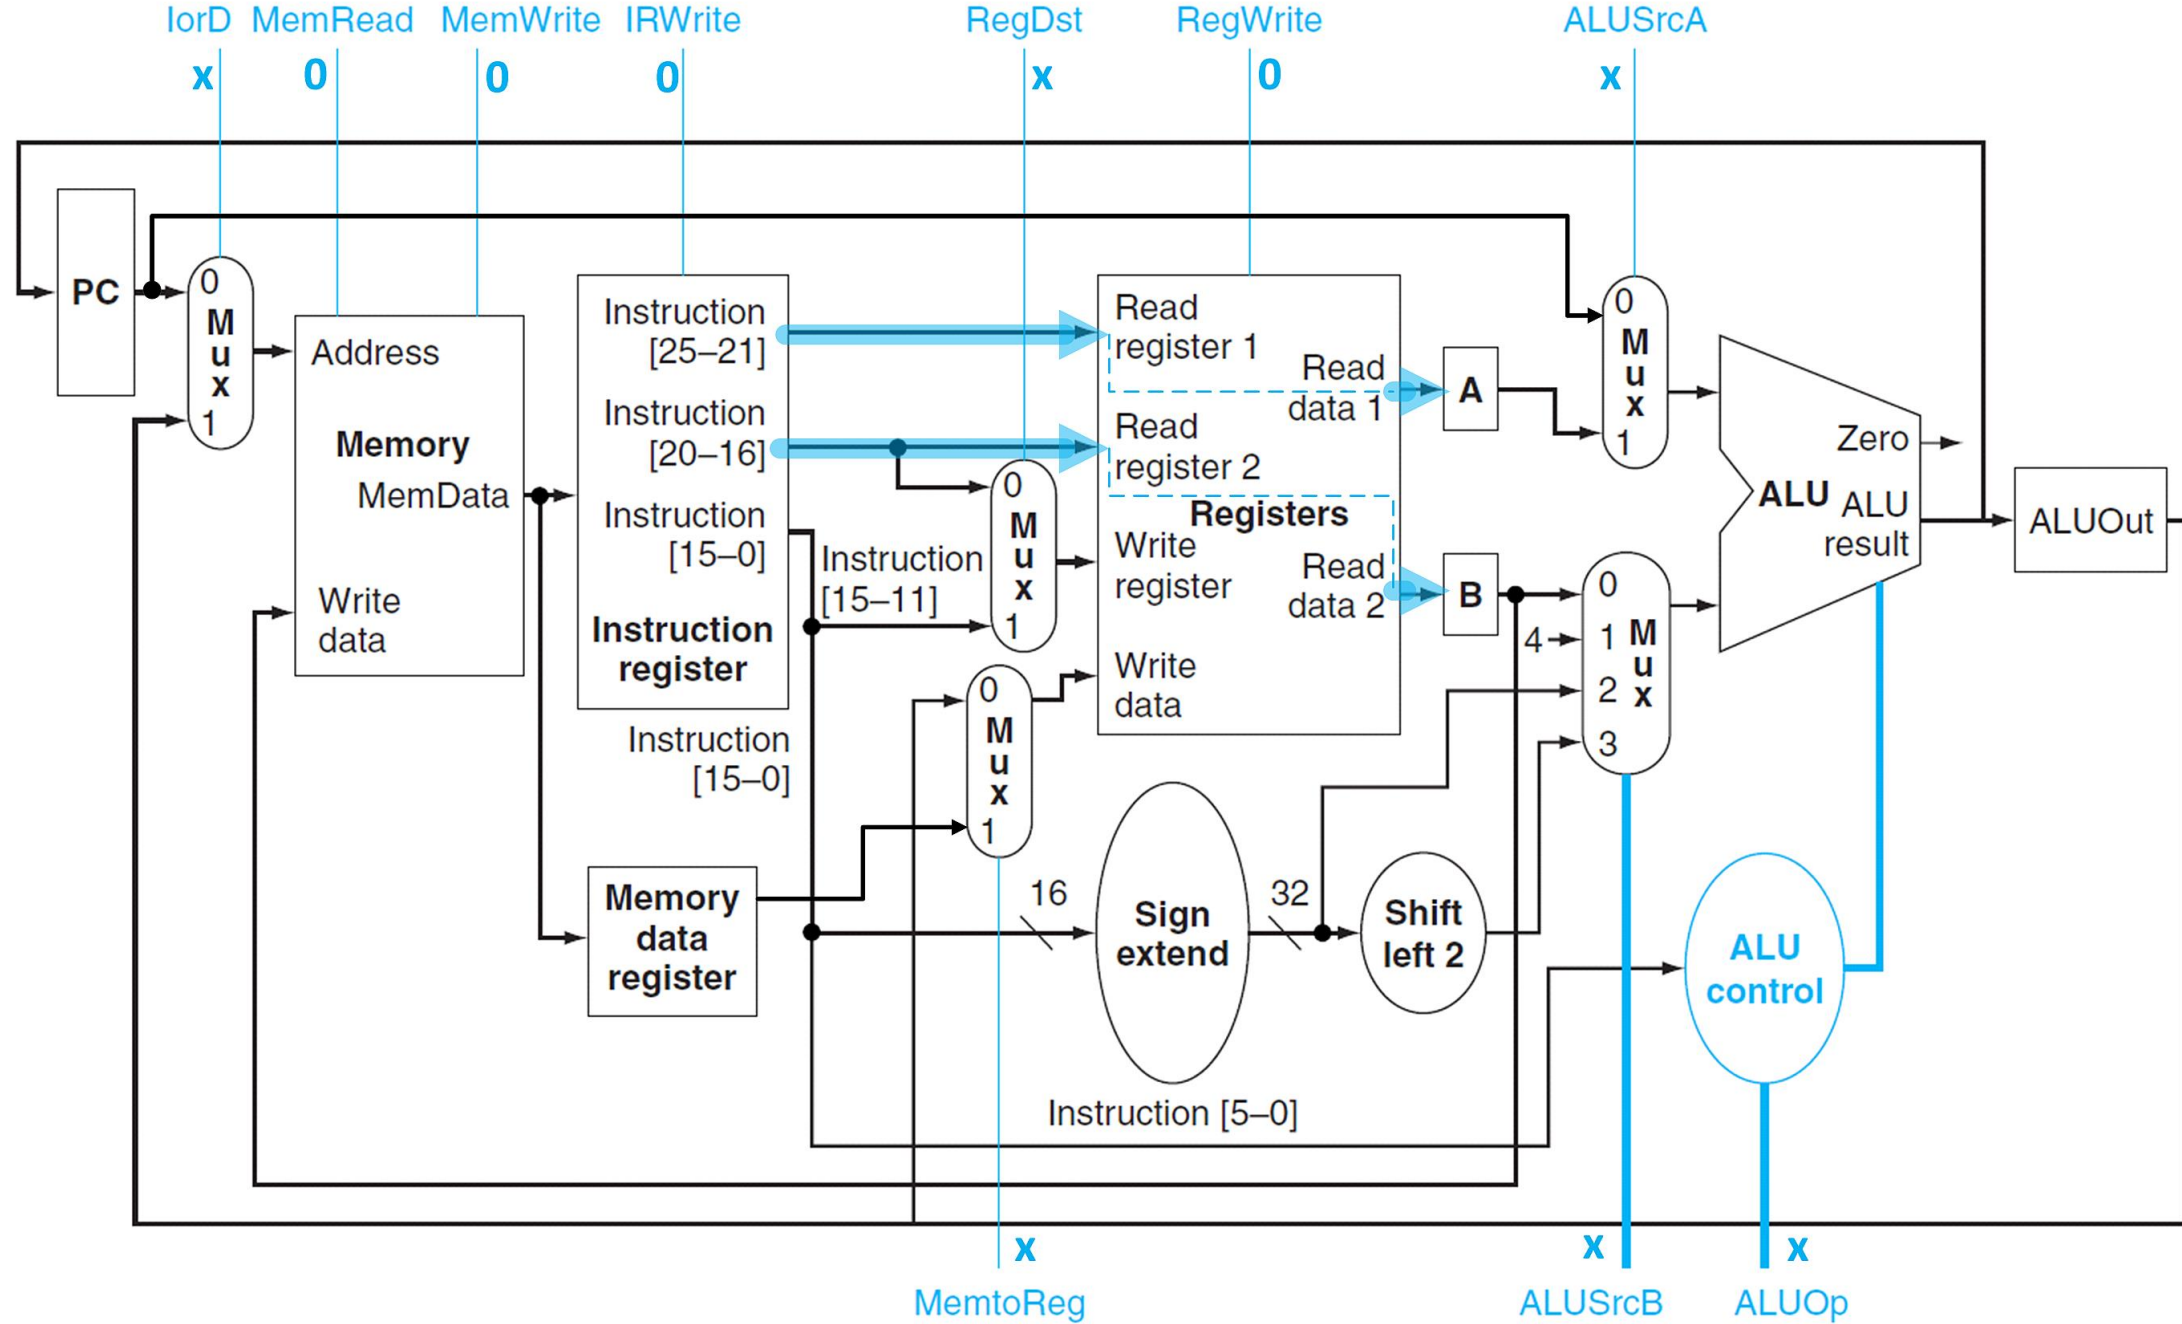 IorD
MemRead
MemWrite
IRWrite
RegDst
RegWrite
ALUSrcA
x
0
0
0
x
0
x
PC
0
M
u
x
1
Address
Memory
MemData
Write
data
Instruction
[25–21]
Instruction
[20–16]
Instruction
[15–0]
Instruction
register
Instruction
[15–0]
Instruction
[15–11]
Memory
data
register
0
M
u
x
1
0
M
u
x
1
Read
register 1
Read
data 1
Read
register 2
Registers
Write
register
Read
data 2
Write
data
16
Sign
extend
32
Shift
left 2
A
B
4
0
M
u
x
1
0
1 M
u
2 x
3
Zero
ALU
ALU
result
ALUOut
ALU
control
Instruction [5–0]
x
x
x
MemtoReg
ALUSrcB
ALUOp